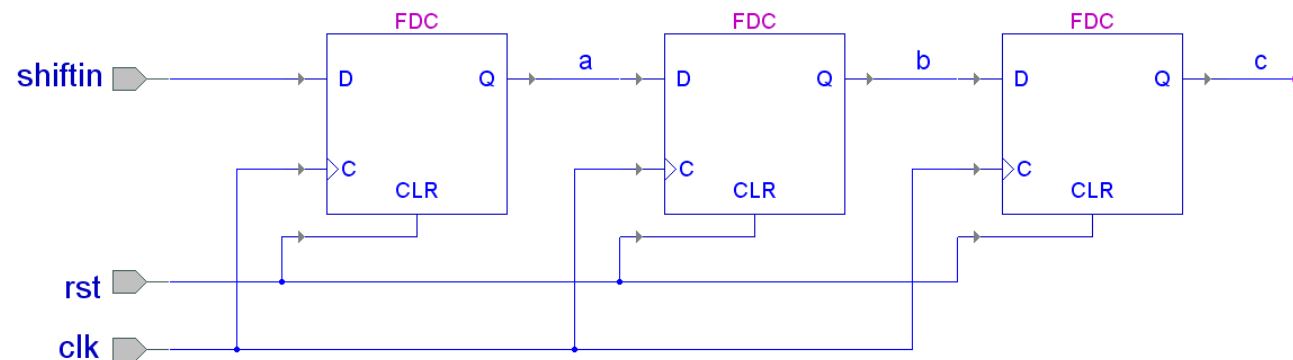 FDC FDC FDC
shiftin D Q a D Q b D Q c
C C C
CLR CLR CLR
rst
clk